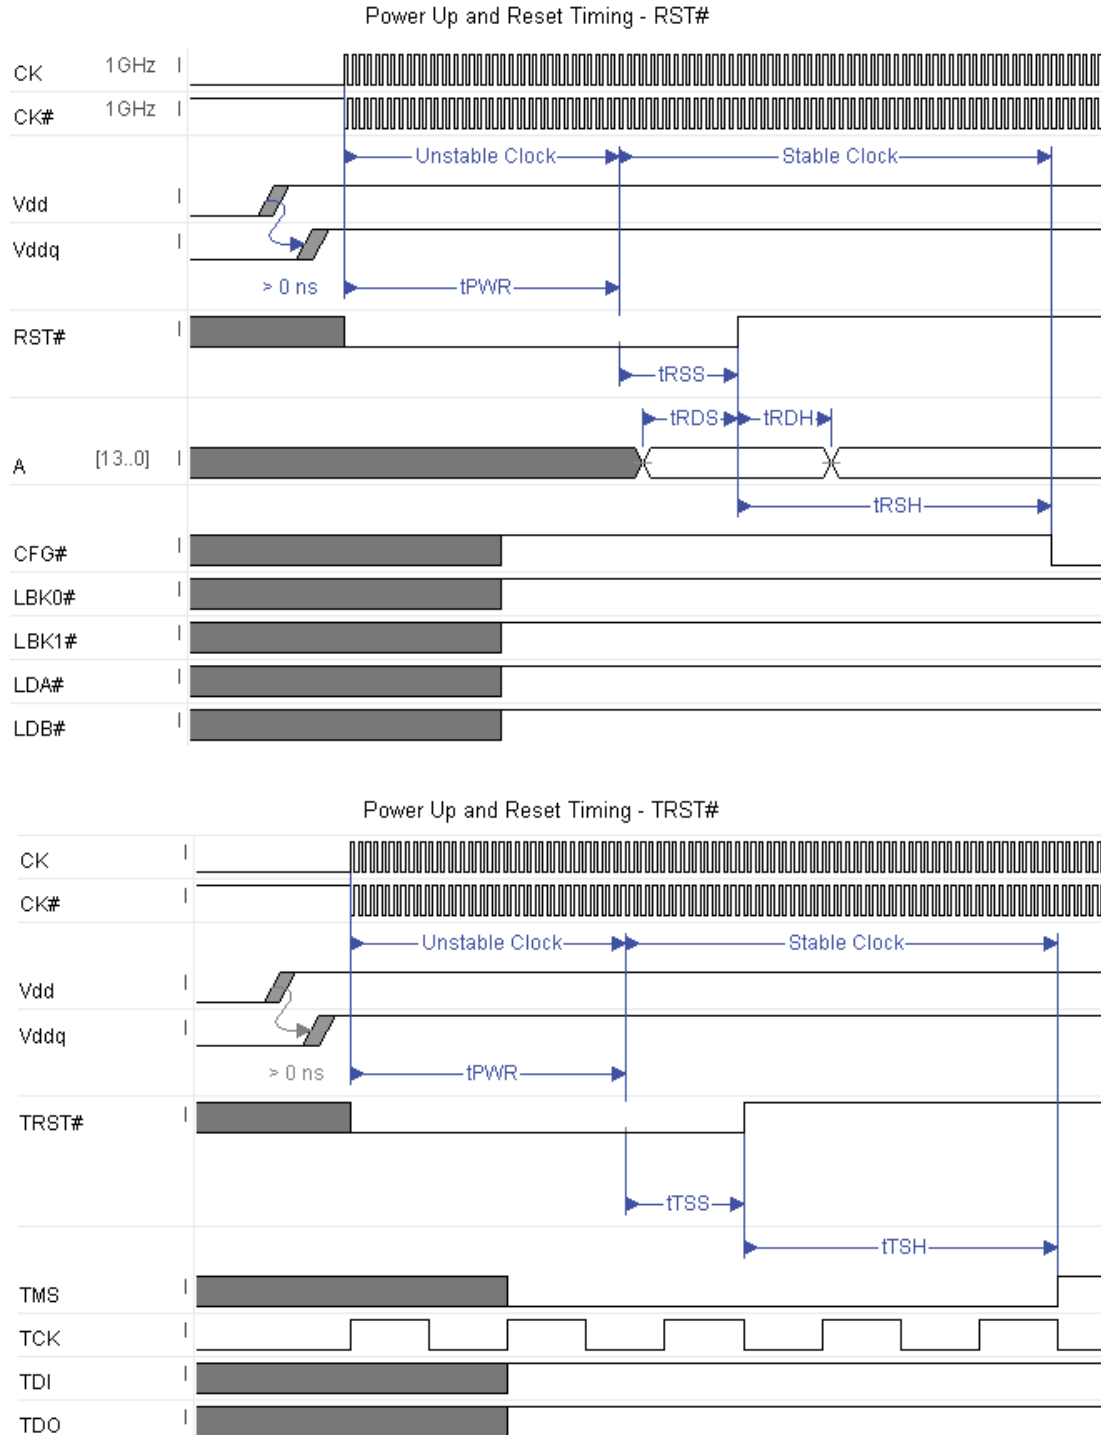 Power Up and Reset Timing - RST#
CK 1GHz
CK# 1GHz
Unstable Clock Stable Clock
Vdd
Vddq
> 0 ns tPWR
RST#
tRSS
tRDS tRDH
A [13..0]
tRSH
CFG#
LBK0#
LBK1#
LDA#
LDB#
Power Up and Reset Timing - TRST#
CK
CK#
Unstable Clock Stable Clock
Vdd
Vddq
> 0 ns tPWR
TRST#
tTSS
tTSH
TMS
TCK
TDI
TDO